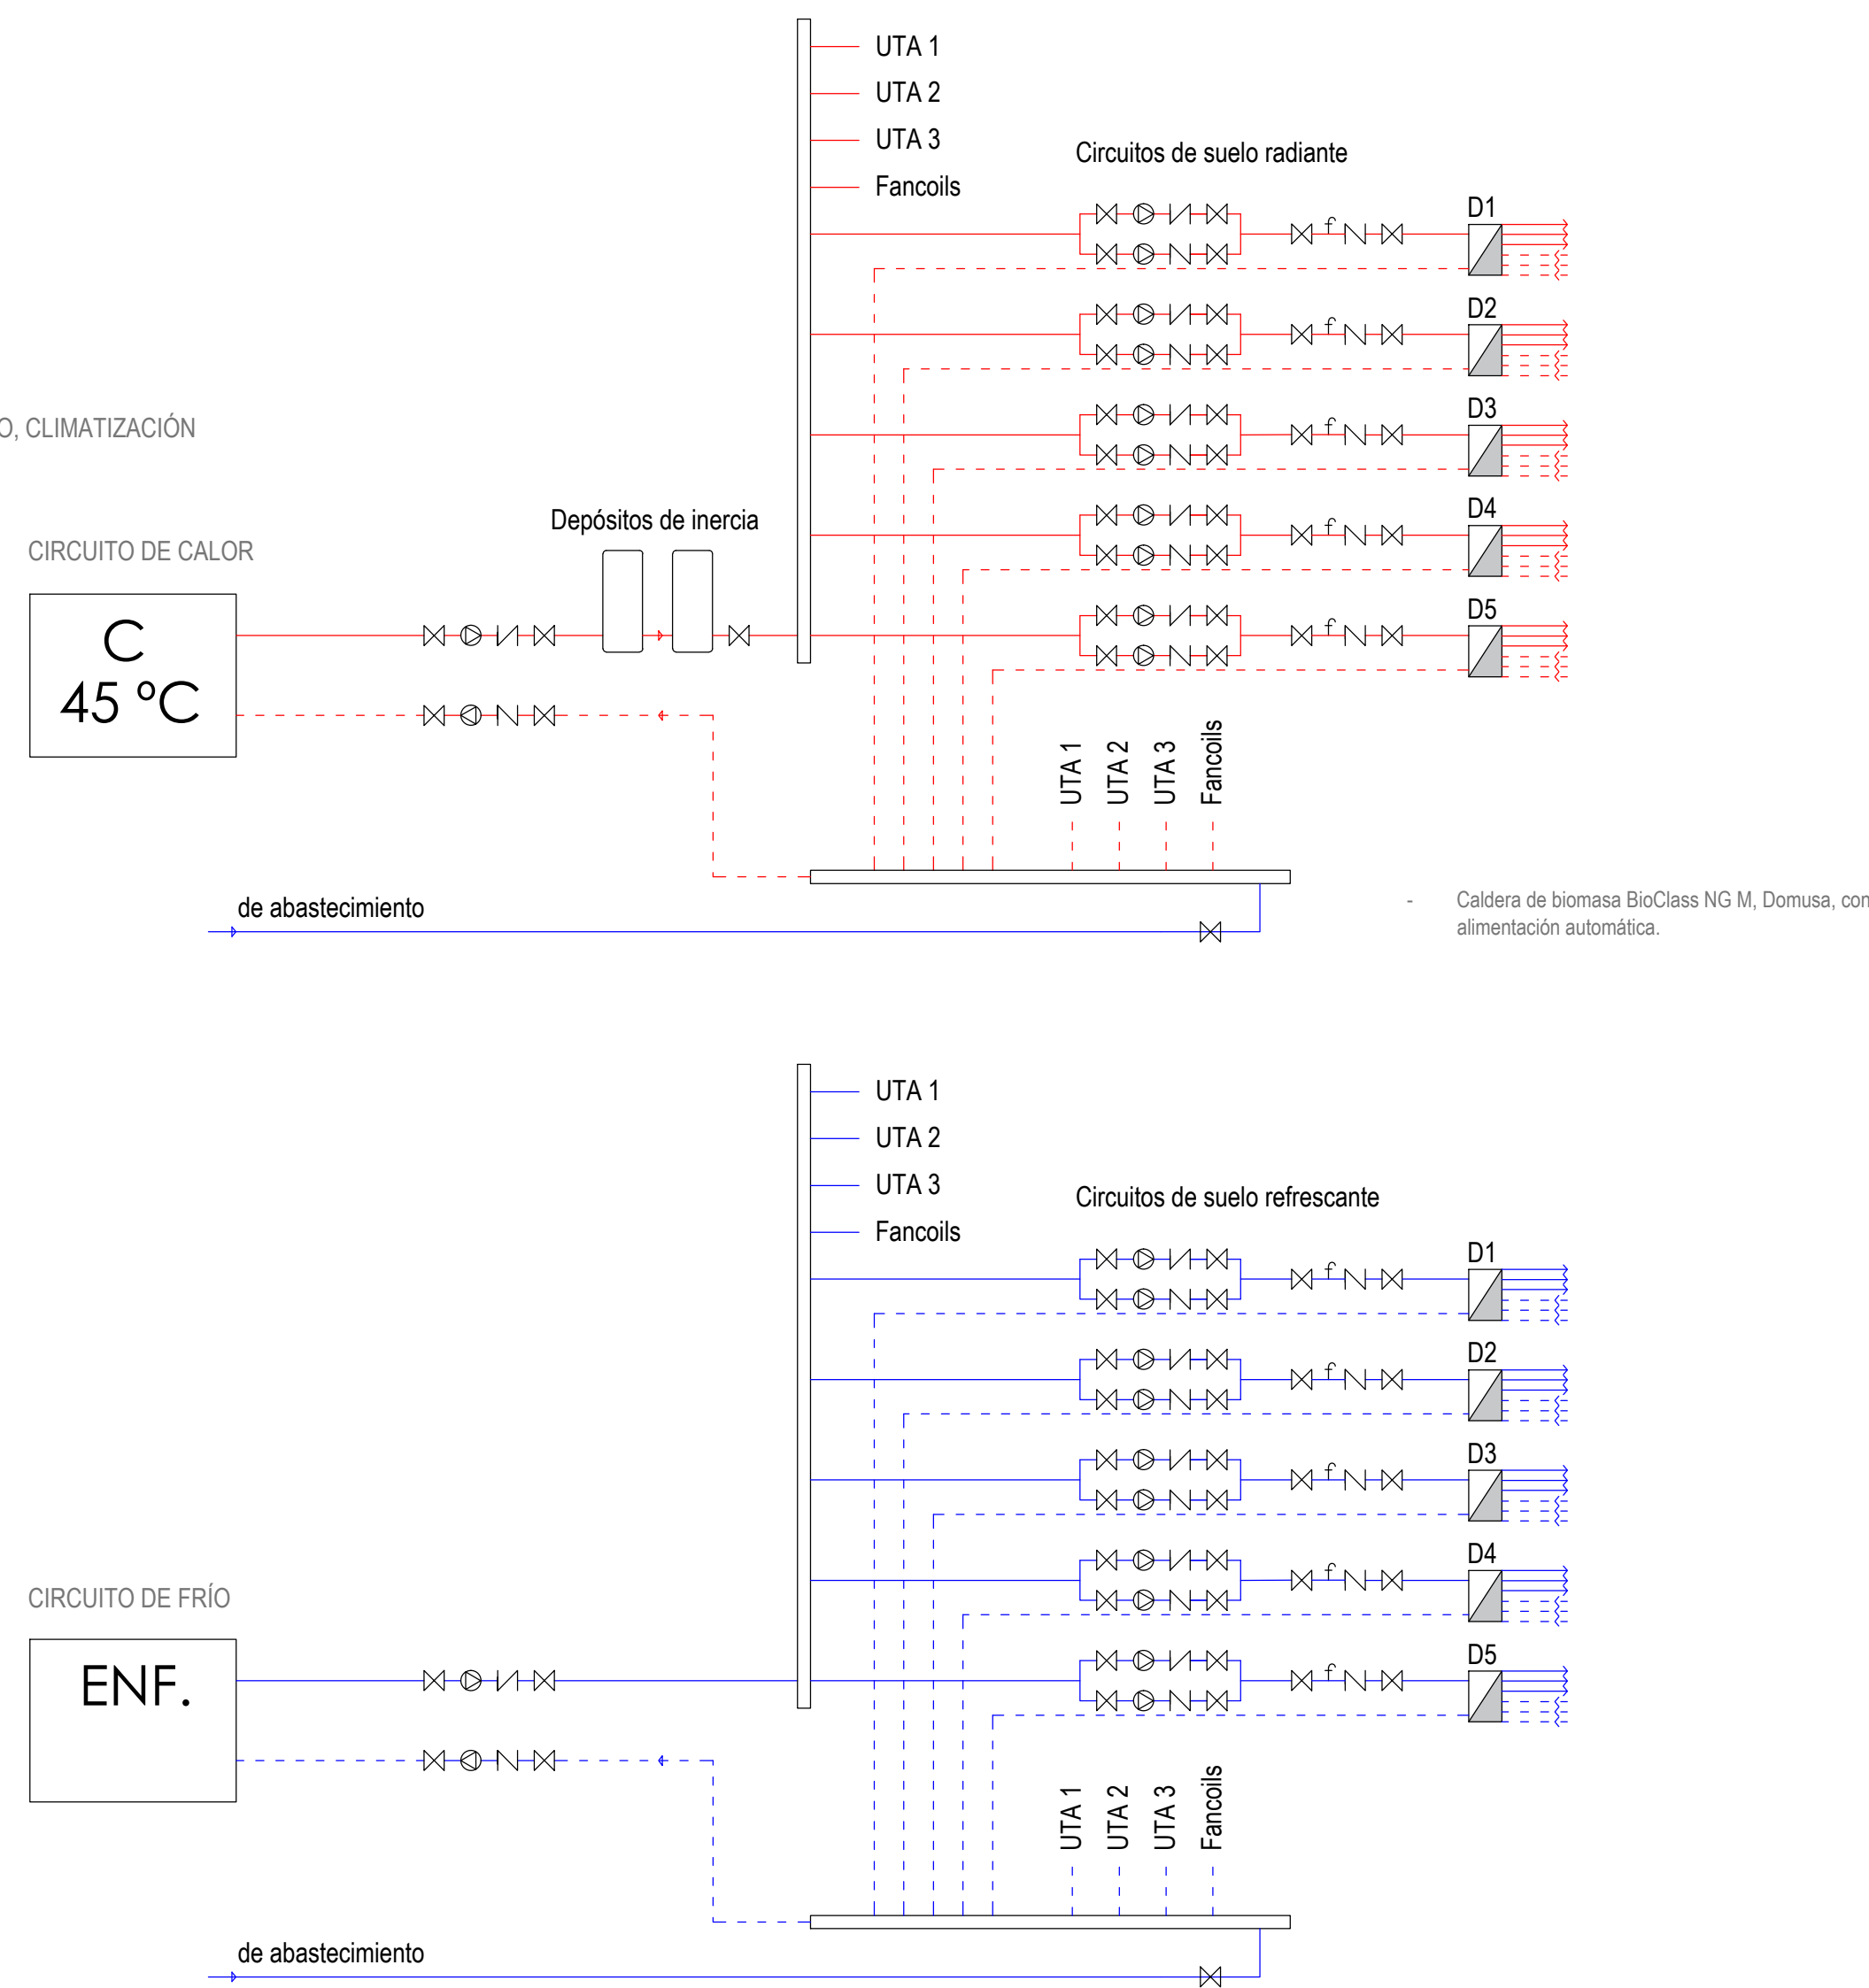 UTA 1
UTA 2
UTA 3
Fancoils
Circuitos de suelo radiante
D1
D2
D3
D4
D5
O, CLIMATIZACIÓN
Depósitos de inercia
CIRCUITO DE CALOR
C
45 ºC
UTA 1
UTA 2
UTA 3
Fancoils
de abastecimiento
- Caldera de biomasa BioClass NG M, Domusa, con
alimentación automática.
UTA 1
UTA 2
UTA 3
Fancoils
Circuitos de suelo refrescante
D1
D2
D3
D4
D5
CIRCUITO DE FRÍO
ENF.
UTA 1
UTA 2
UTA 3
Fancoils
de abastecimiento